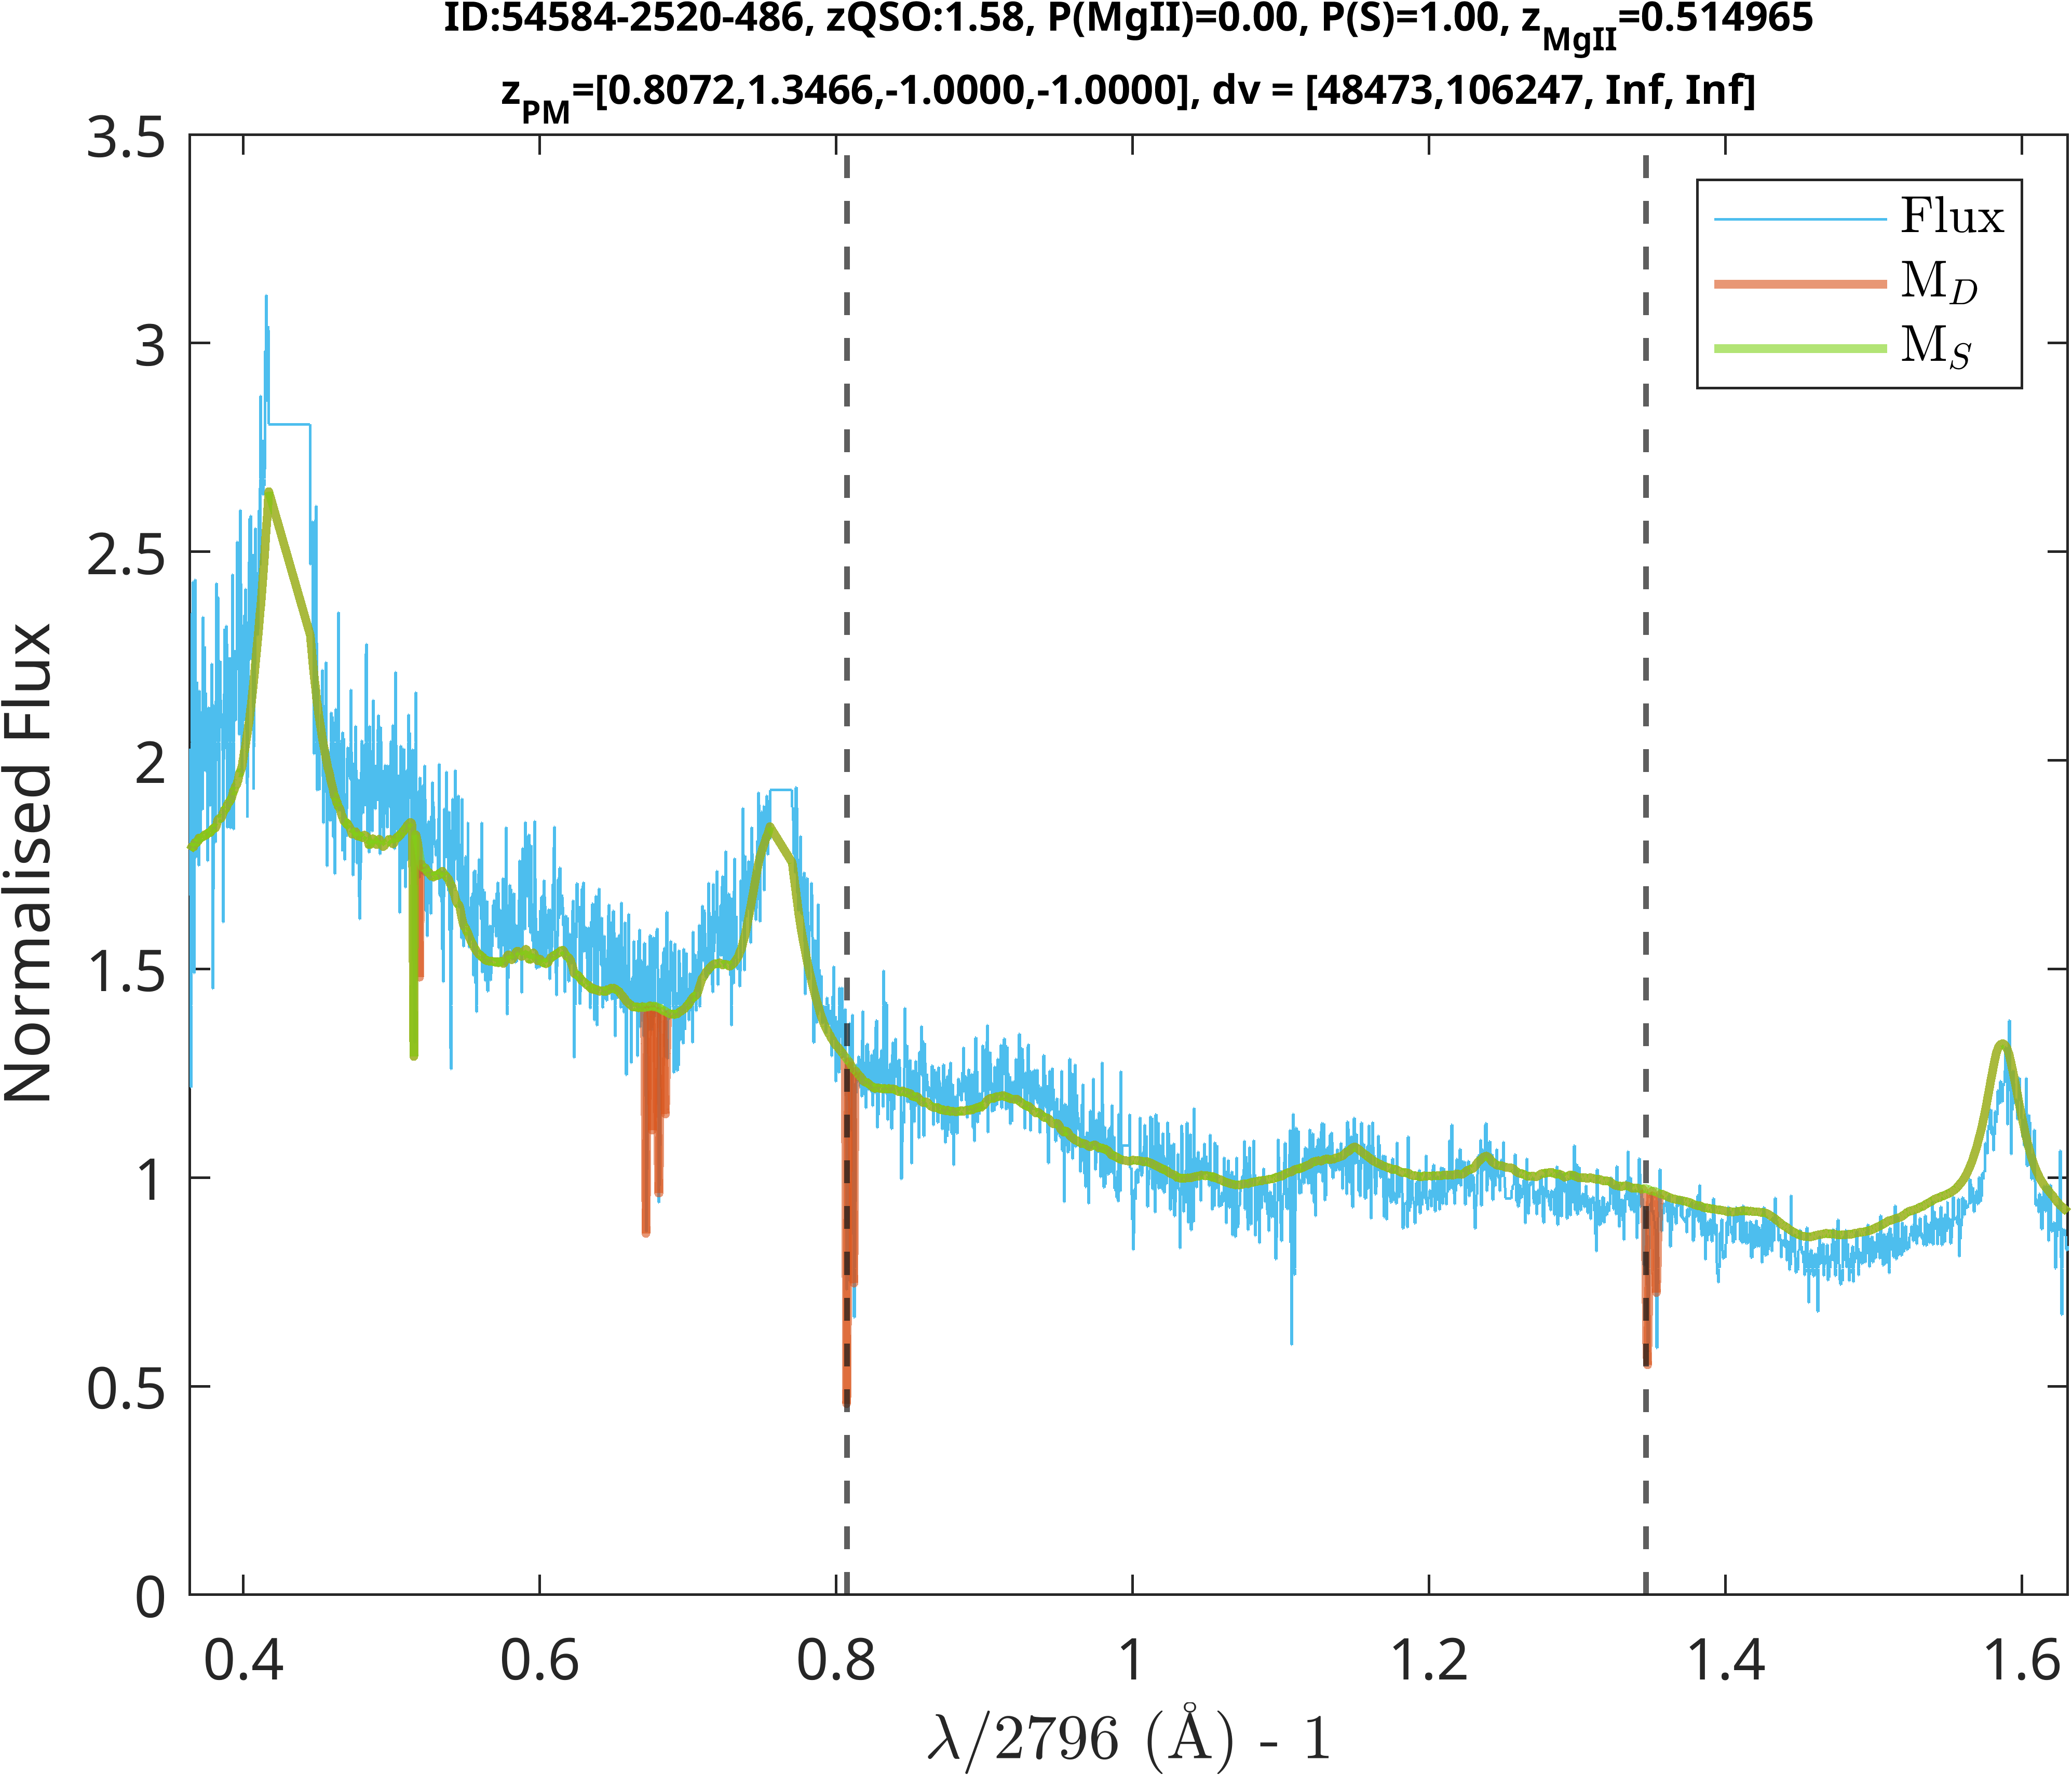 ID:54584-2520-486, zQSO:1.58, P(MgII)=0.00, P(S)=1.00, zMgII=0.514965
zPM=[0.8072,1.3466,-1.0000,-1.0000], dv = [48473,106247, Inf, Inf]
3.5
3
2.5
2
1.5
1
0.5
0
Normalised Flux
Flux
MD
MS
0.4 0.6 0.8 1 1.2 1.4 1.6
λ/2796 (Å) - 1